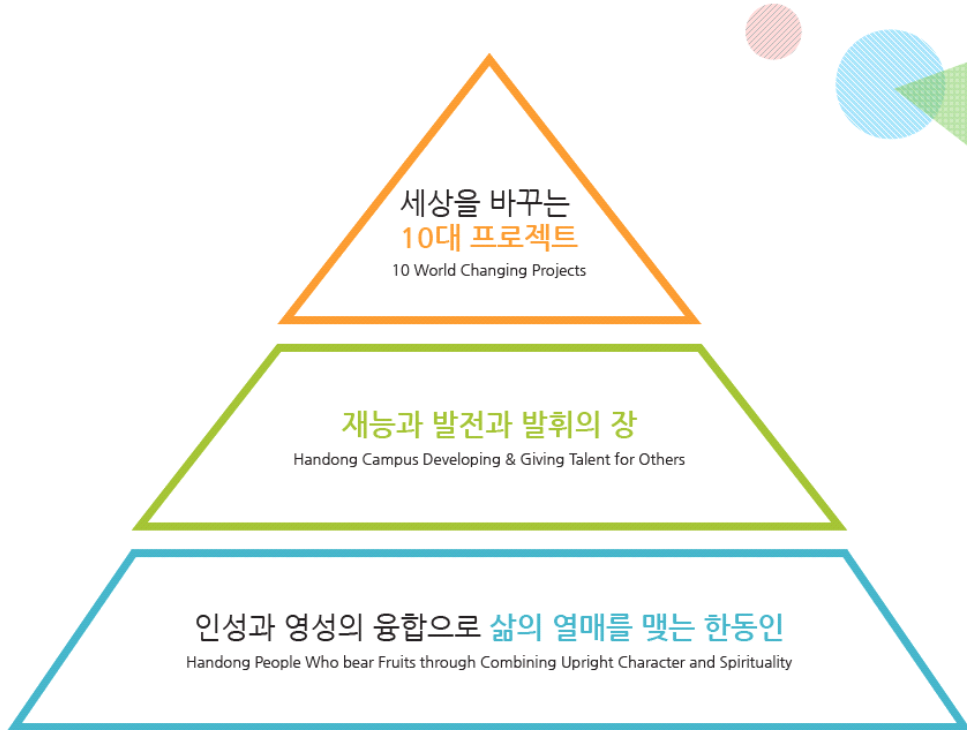 세상을 바꾸는
10대 프로젝트
10 World Changing Projects
재능과 발전과 발휘의 장
Handong Campus Developing & Giving Talent for Others
인성과 영성의 융합으로 삶의 열매를 맺는 한동인
Handong People Who bear Fruits through Combining Upright Character and Spirituality